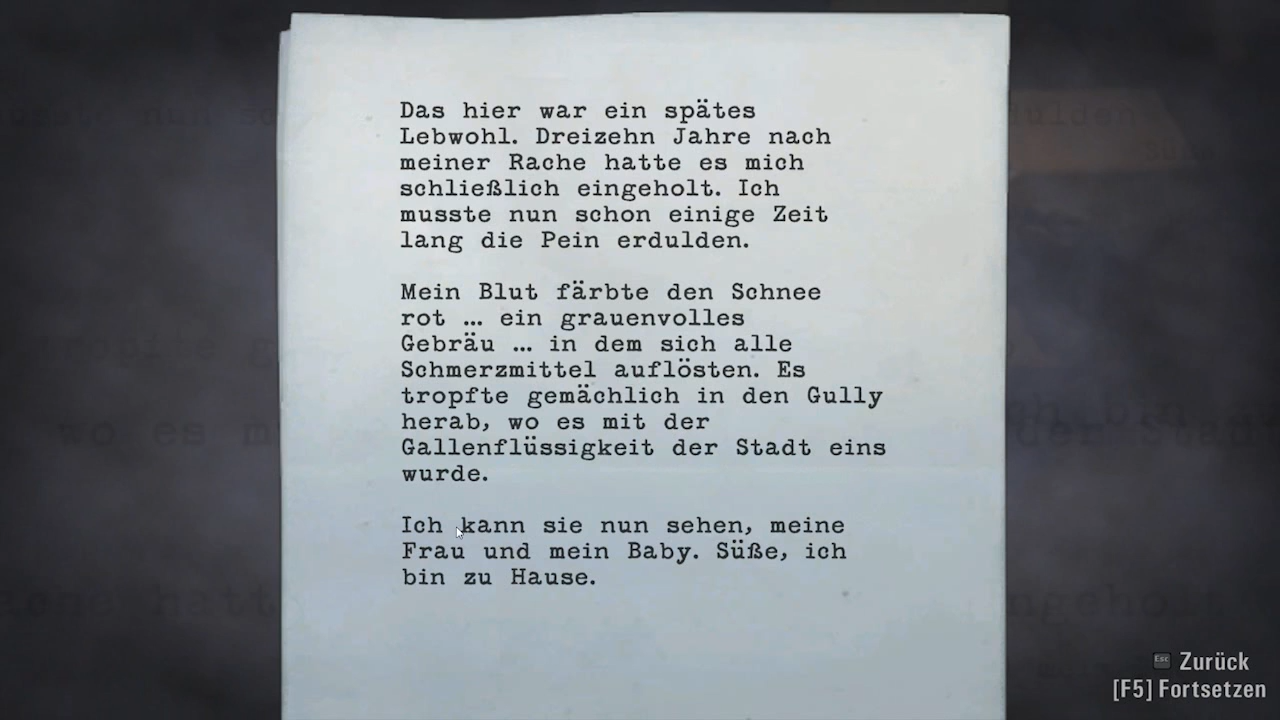 Das hier war ein spätes
Lebwohl. Dreizehn Jahre nach
meiner Rache hatte es mich
schließlich eingeholt. Ich
musste nun schon einige Zeit
lang die Pein erdulden.
Mein Blut färbte den Schnee
rot … ein grauenvolles
Gebräu … in dem sich alle
Schmerzmittel auflösten. Es
tropfte gemächlich in den Gully
herab, wo es mit der
Gallenflüssigkeit der Stadt eins
wurde.
Ich kann sie nun sehen, meine
Frau und mein Baby. Süße, ich
bin zu Hause.
Esc Zurück
[F5] Fortsetzen